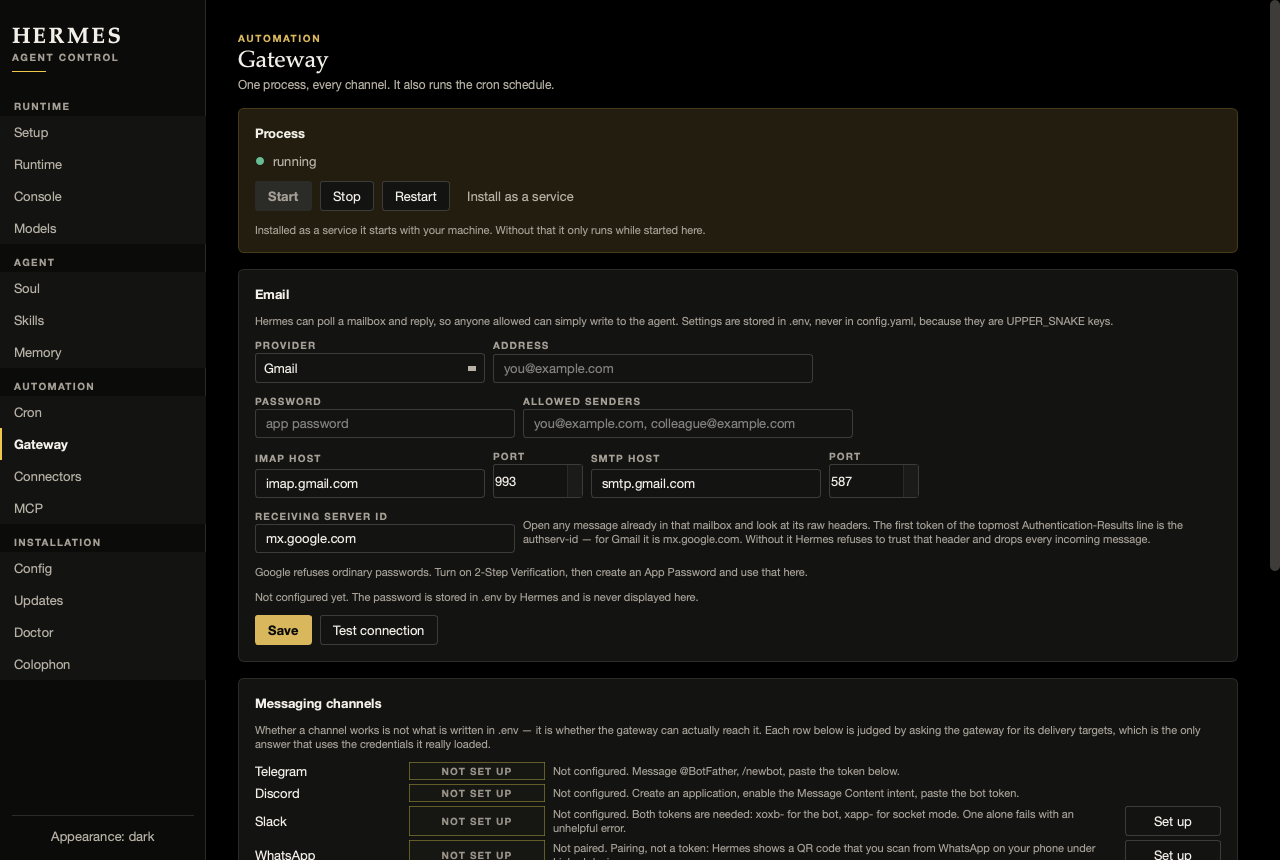 HERMES
AGENT CONTROL
RUNTIME
Setup
Runtime
Console
Models
AGENT
Soul
Skills
Memory
AUTOMATION
Cron
Gateway
Connectors
MCP
INSTALLATION
Config
Updates
Doctor
Colophon
Appearance: dark
AUTOMATION
Gateway
One process, every channel. It also runs the cron schedule.
Process
running
Start Stop Restart Install as a service
Installed as a service it starts with your machine. Without that it only runs while started here.
Email
Hermes can poll a mailbox and reply, so anyone allowed can simply write to the agent. Settings are stored in .env, never in config.yaml, because they are UPPER_SNAKE keys.
PROVIDER ADDRESS
Gmail you@example.com
PASSWORD ALLOWED SENDERS
app password you@example.com, colleague@example.com
IMAP HOST PORT SMTP HOST PORT
imap.gmail.com 993 smtp.gmail.com 587
RECEIVING SERVER ID
mx.google.com
Open any message already in that mailbox and look at its raw headers. The first token of the topmost Authentication-Results line is the
authserv-id — for Gmail it is mx.google.com. Without it Hermes refuses to trust that header and drops every incoming message.
Google refuses ordinary passwords. Turn on 2-Step Verification, then create an App Password and use that here.
Not configured yet. The password is stored in .env by Hermes and is never displayed here.
Save Test connection
Messaging channels
Whether a channel works is not what is written in .env — it is whether the gateway can actually reach it. Each row below is judged by asking the gateway for its delivery targets, which is the only
answer that uses the credentials it really loaded.
Telegram NOT SET UP Not configured. Message @BotFather, /newbot, paste the token below.
Discord NOT SET UP Not configured. Create an application, enable the Message Content intent, paste the bot token.
Slack NOT SET UP Not configured. Both tokens are needed: xoxb- for the bot, xapp- for socket mode. One alone fails with an
unhelpful error.
Set up
WhatsApp NOT SET UP Not paired. Pairing, not a token: Hermes shows a QR code that you scan from WhatsApp on your phone under
Set up